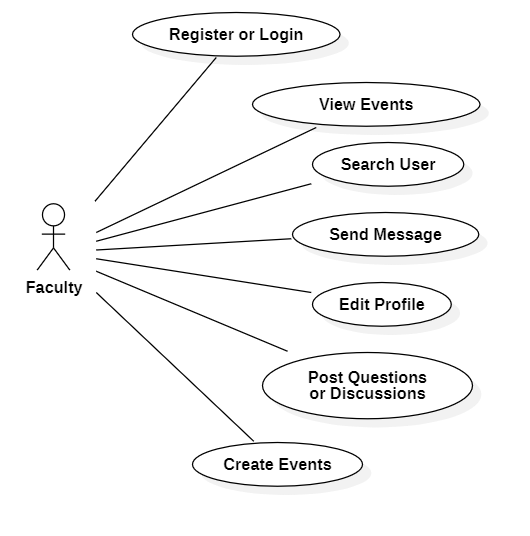 Register or Login
View Events
Search User
Send Message
Faculty
Edit Profile
Post Questions
or Discussions
Create Events